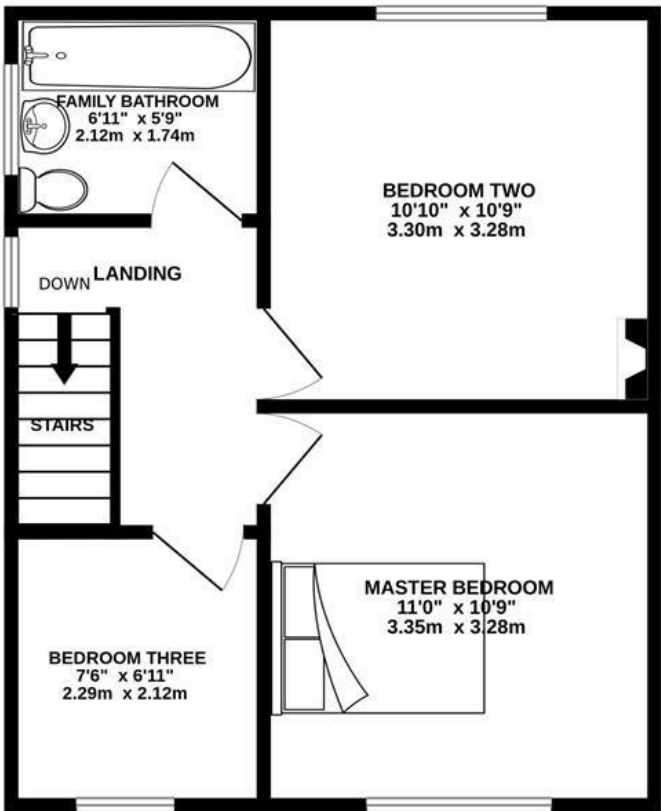 FAMILY BATHROOM
6'11" x 5'9"
2.12m x 1.74m
BEDROOM TWO
10'10" x 10'9"
3.30m x 3.28m
LANDING
DOWN
STAIRS
MASTER BEDROOM
11'0" x 10'9"
3.35m x 3.28m
BEDROOM THREE
7'6" x 6'11"
2.29m x 2.12m